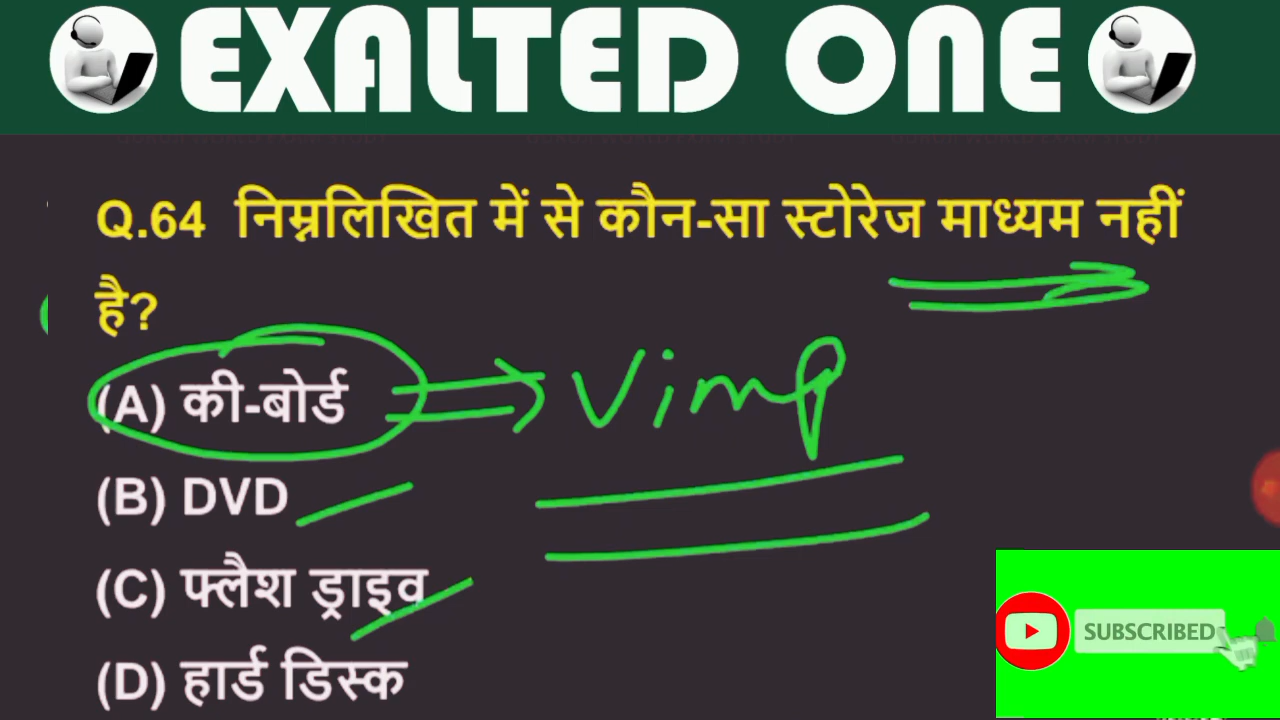 EXALTED ONE
Q.64 निम्नलिखित में से कौन-सा स्टोरेज माध्यम नहीं
है?
(A) की-बोर्ड
Vimp
(B) DVD
(C) फ्लैश ड्राइव
(D) हार्ड डिस्क
SUBSCRIBED